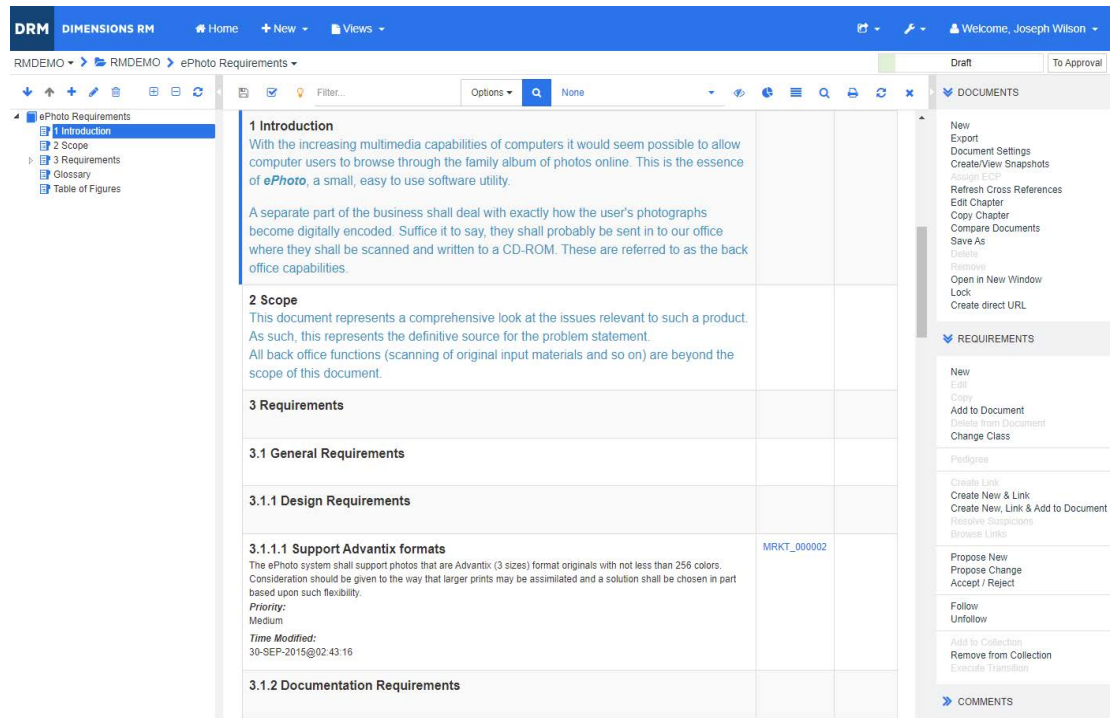 DRM DIMENSIONS RM Home New Views Welcome, Joseph Wilson
RMDEMO RMDEMO ePhoto Requirements Draft To Approval
Filter... Options None
ePhoto Requirements
1 Introduction
2 Scope
3 Requirements
Glossary
Table of Figures
1 Introduction
With the increasing multimedia capabilities of computers it would seem possible to allow
computer users to browse through the family album of photos online. This is the essence
of ePhoto, a small, easy to use software utility.
A separate part of the business shall deal with exactly how the user's photographs
become digitally encoded. Suffice it to say, they shall probably be sent in to our office
where they shall be scanned and written to a CD-ROM. These are referred to as the back
office capabilities.
2 Scope
This document represents a comprehensive look at the issues relevant to such a product.
As such, this represents the definitive source for the problem statement.
All back office functions (scanning of original input materials and so on) are beyond the
scope of this document.
3 Requirements
3.1 General Requirements
3.1.1 Design Requirements
3.1.1.1 Support Advantix formats MRKT_000002
The ePhoto system shall support photos that are Advantix (3 sizes) format originals with not less than 256 colors.
Consideration should be given to the way that larger prints may be assimilated and a solution shall be chosen in part
based upon such flexibility.
Priority:
Medium
Time Modified:
30-SEP-2015@02:43:16
3.1.2 Documentation Requirements
DOCUMENTS
New
Export
Document Settings
Create/View Snapshots
Assign ECP
Refresh Cross References
Edit Chapter
Copy Chapter
Compare Documents
Save As
Delete
Remove
Open in New Window
Lock
Create direct URL
REQUIREMENTS
New
Edit
Copy
Add to Document
Delete from Document
Change Class
Pedigree
Create Link
Create New & Link
Create New, Link & Add to Document
Resolve Suspicions
Browse Links
Propose New
Propose Change
Accept / Reject
Follow
Unfollow
Add to Collection
Remove from Collection
Execute Transition
COMMENTS